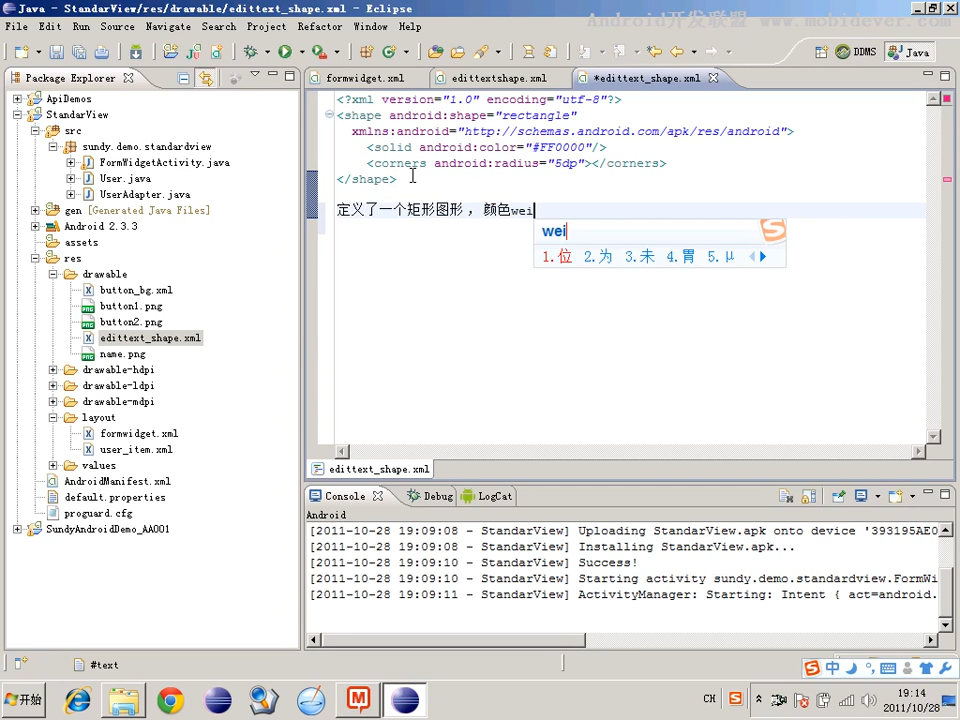 Java - StandarView/res/drawable/edittext_shape.xml - Eclipse
Android开发联盟 www.mobidever.com
File Edit Run Source Navigate Search Project Refactor Window Help
DDMS Java
Package Explorer
formwidget.xml edittextshape.xml *edittext_shape.xml
ApiDemos
StandarView
src
sundy.demo.standardview
FormWidgetActivity.java
User.java
UserAdapter.java
gen [Generated Java Files]
Android 2.3.3
assets
res
drawable
button_bg.xml
button1.png
button2.png
edittext_shape.xml
name.png
drawable-hdpi
drawable-ldpi
drawable-mdpi
layout
formwidget.xml
user_item.xml
values
AndroidManifest.xml
default.properties
proguard.cfg
SundyAndroidDemo_AA001
<?xml version="1.0" encoding="utf-8"?>
<shape android:shape="rectangle"
xmlns:android="http://schemas.android.com/apk/res/android">
<solid android:color="#FF0000"/>
<corners android:radius="5dp"></corners>
</shape>
定义了一个矩形图形，颜色wei
wei
1.位 2.为 3.未 4.胃 5.μ
edittext_shape.xml
Console Debug LogCat
Android
[2011-10-28 19:09:08 - StandarView] Uploading StandarView.apk onto device '393195AE0
[2011-10-28 19:09:08 - StandarView] Installing StandarView.apk...
[2011-10-28 19:09:10 - StandarView] Success!
[2011-10-28 19:09:10 - StandarView] Starting activity sundy.demo.standardview.FormWi
[2011-10-28 19:09:11 - StandarView] ActivityManager: Starting: Intent { act=android.
#text
中
开始
CH
19:14
2011/10/28